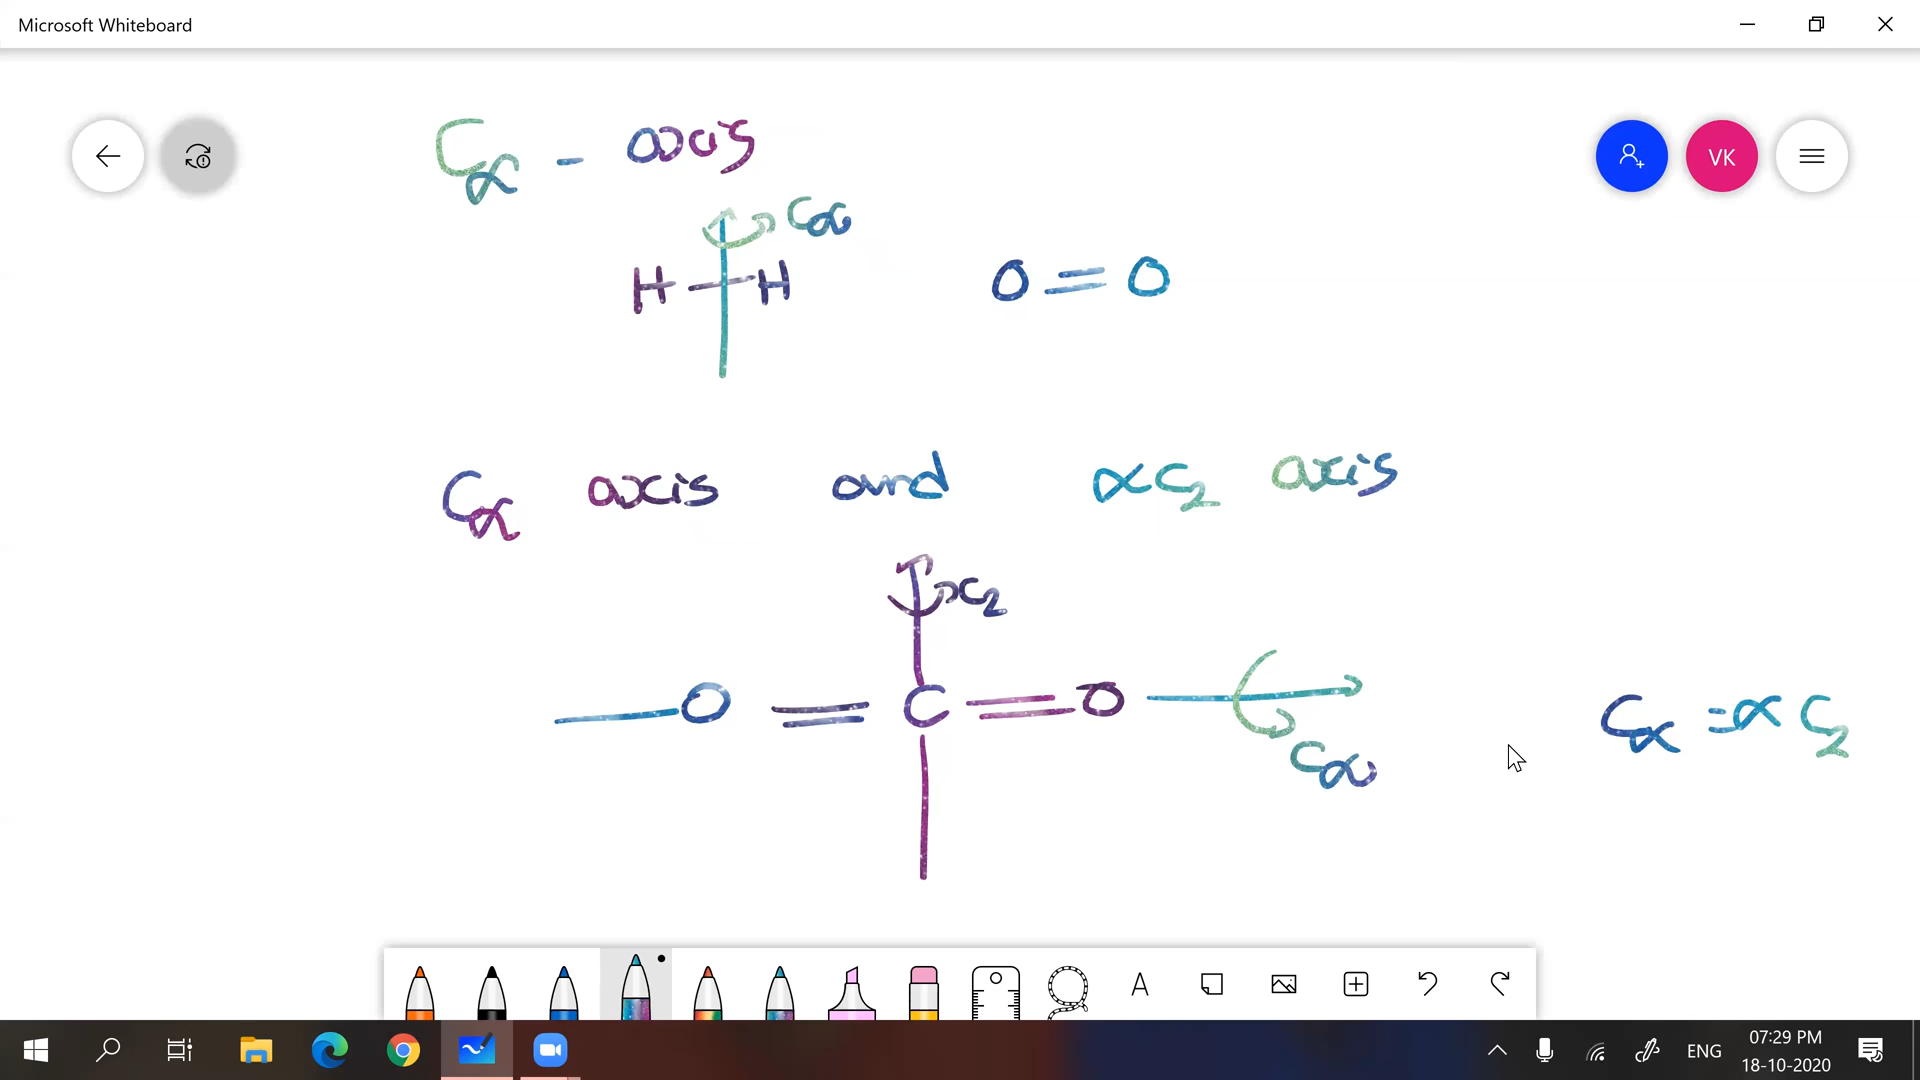 Microsoft Whiteboard
C∝ - axis
C∝
H - H
O = O
VK
C∝ axis and ∝C2 axis
C2
O = C = O
C∝
C∝ = ∝ C2
A
ENG
07:29 PM
18-10-2020